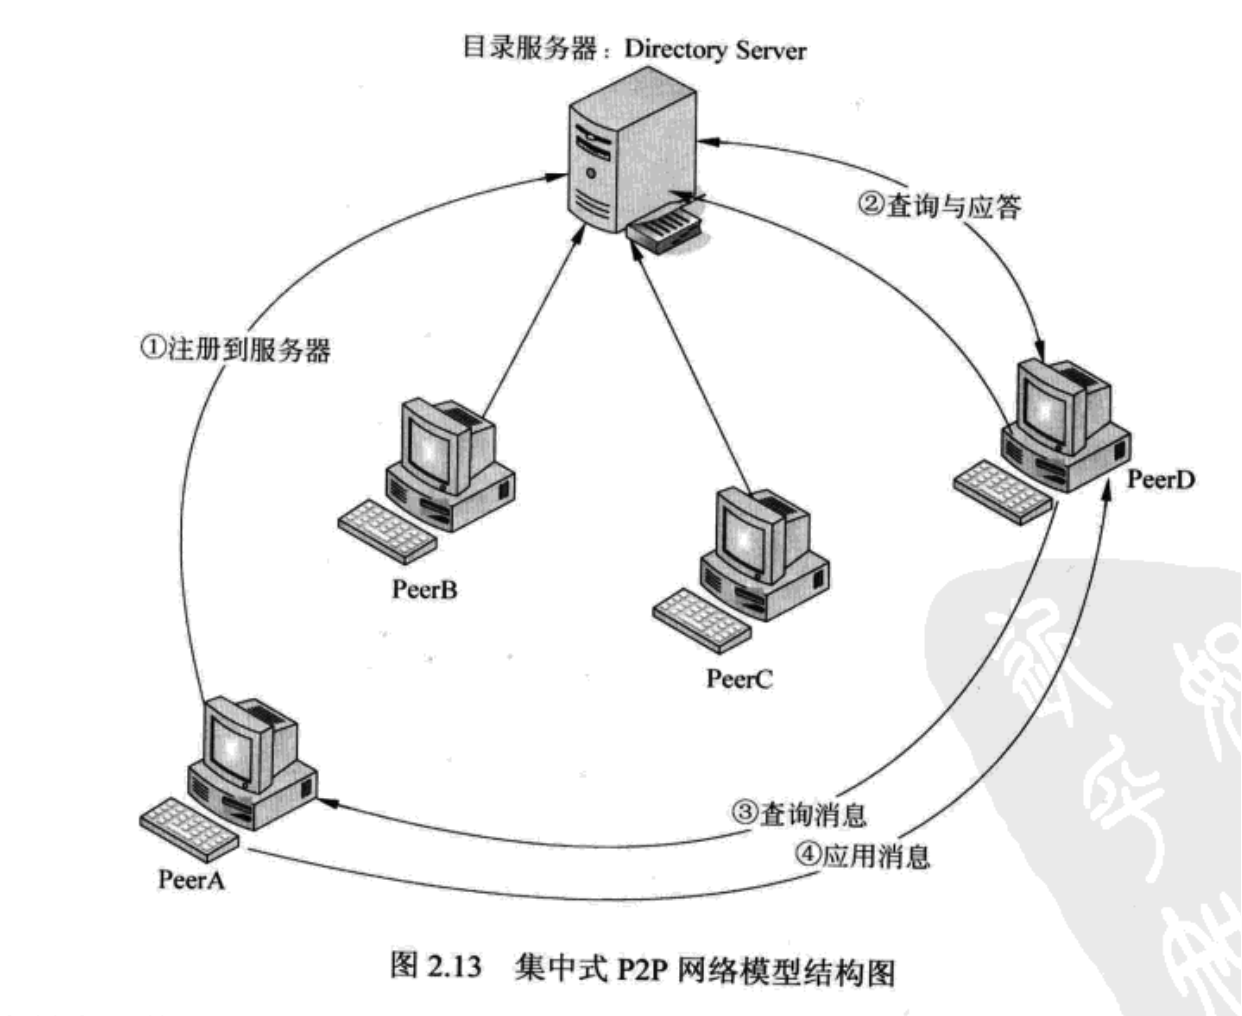 目录服务器：Directory Server
②查询与应答
①注册到服务器
PeerD
PeerB
PeerC
③查询消息
④应用消息
PeerA
图 2.13 集中式 P2P 网络模型结构图